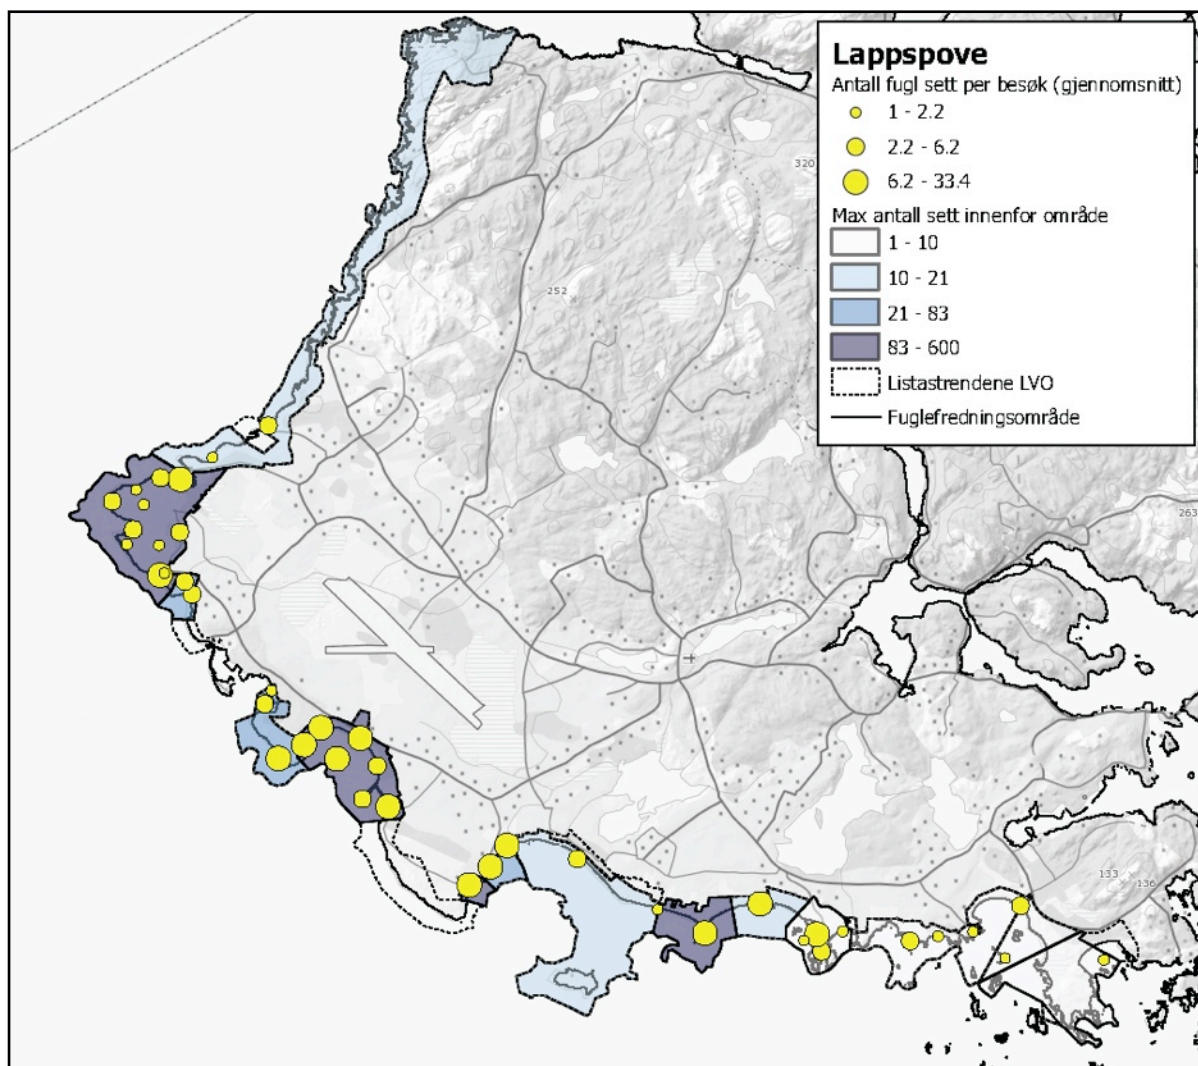 Lappspove
Antall fugl sett per besøk (gjennomsnitt)
1 - 2.2
2.2 - 6.2
6.2 - 33.4
Max antall sett innenfor område
1 - 10
10 - 21
21 - 83
83 - 600
Listastrendene LVO
Fuglefredningsområde
320
252
263
133
136